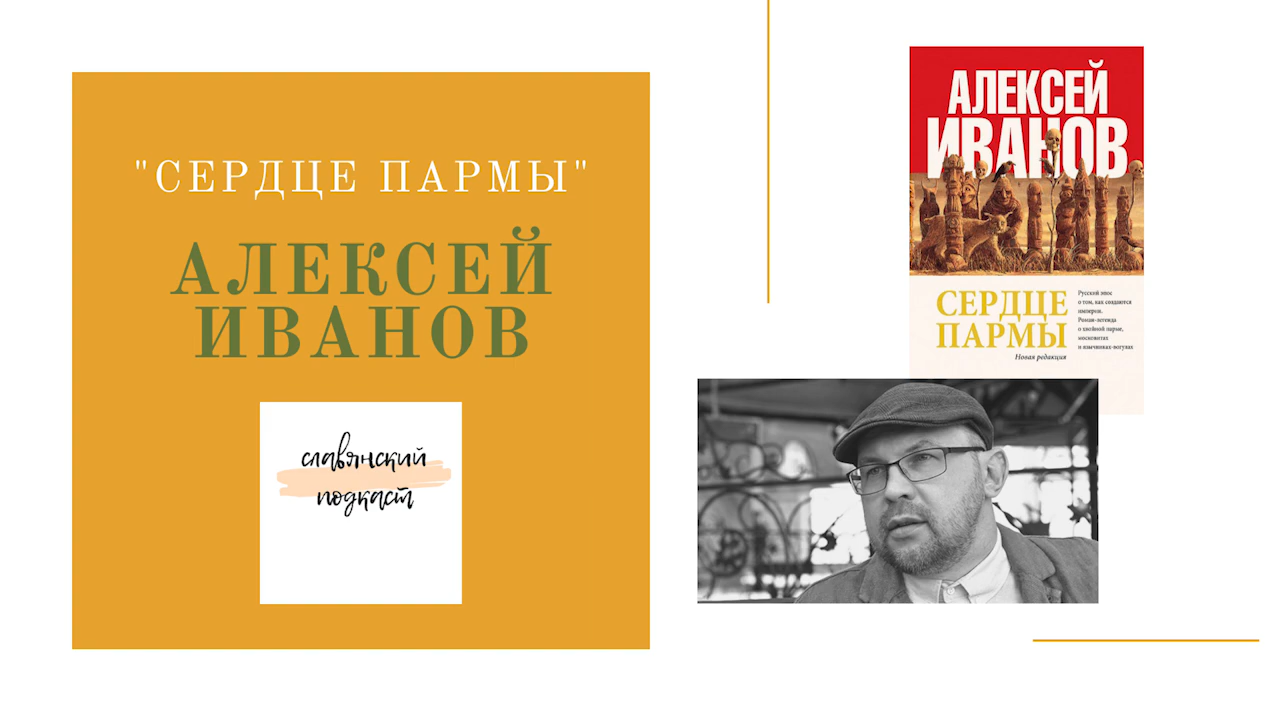 "СЕРДЦЕ ПАРМЫ"
АЛЕКСЕЙ
ИВАНОВ
славянский
подкаст
АЛЕКСЕЙ
ИВАНОВ
СЕРДЦЕ
ПАРМЫ
Новая редакция
Русский эпос
о том, как создаются
империи.
Роман-легенда
о хвойной парме,
московитах
и язычниках-вогулах